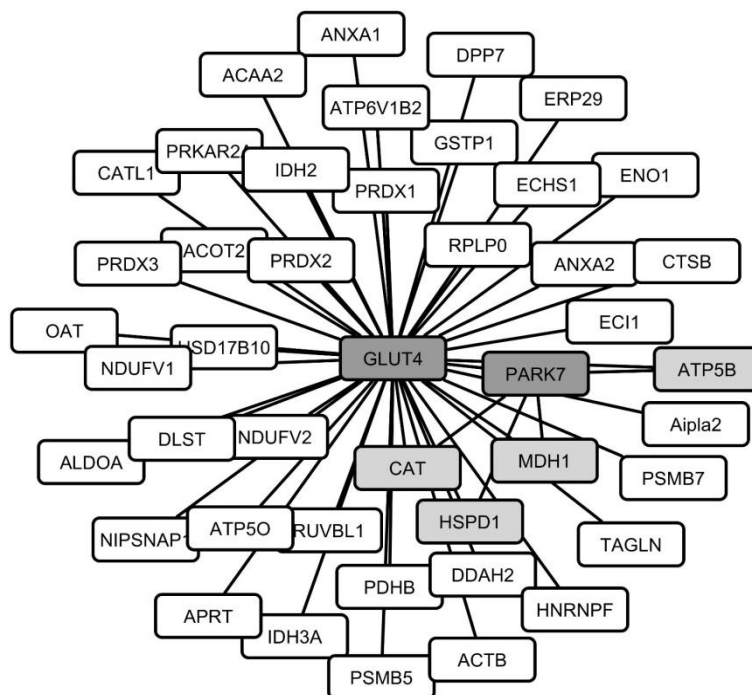 ANXA1
DPP7
ACAA2
ERP29
ATP6V1B2
GSTP1
PRKAR2A
CATL1
IDH2
ECHS1
ENO1
PRDX1
RPLP0
ACOT2
PRDX2
ANXA2
CTSB
PRDX3
ECI1
OAT
HSD17B10
GLUT4
NDUFV1
PARK7
ATP5B
Aipla2
NDUFV2
DLST
ALDOA
CAT
MDH1
PSMB7
HSPD1
NIPSNAP1
ATP5O
RUVBL1
TAGLN
DDAH2
PDHB
HNRNPF
APRT
IDH3A
ACTB
PSMB5